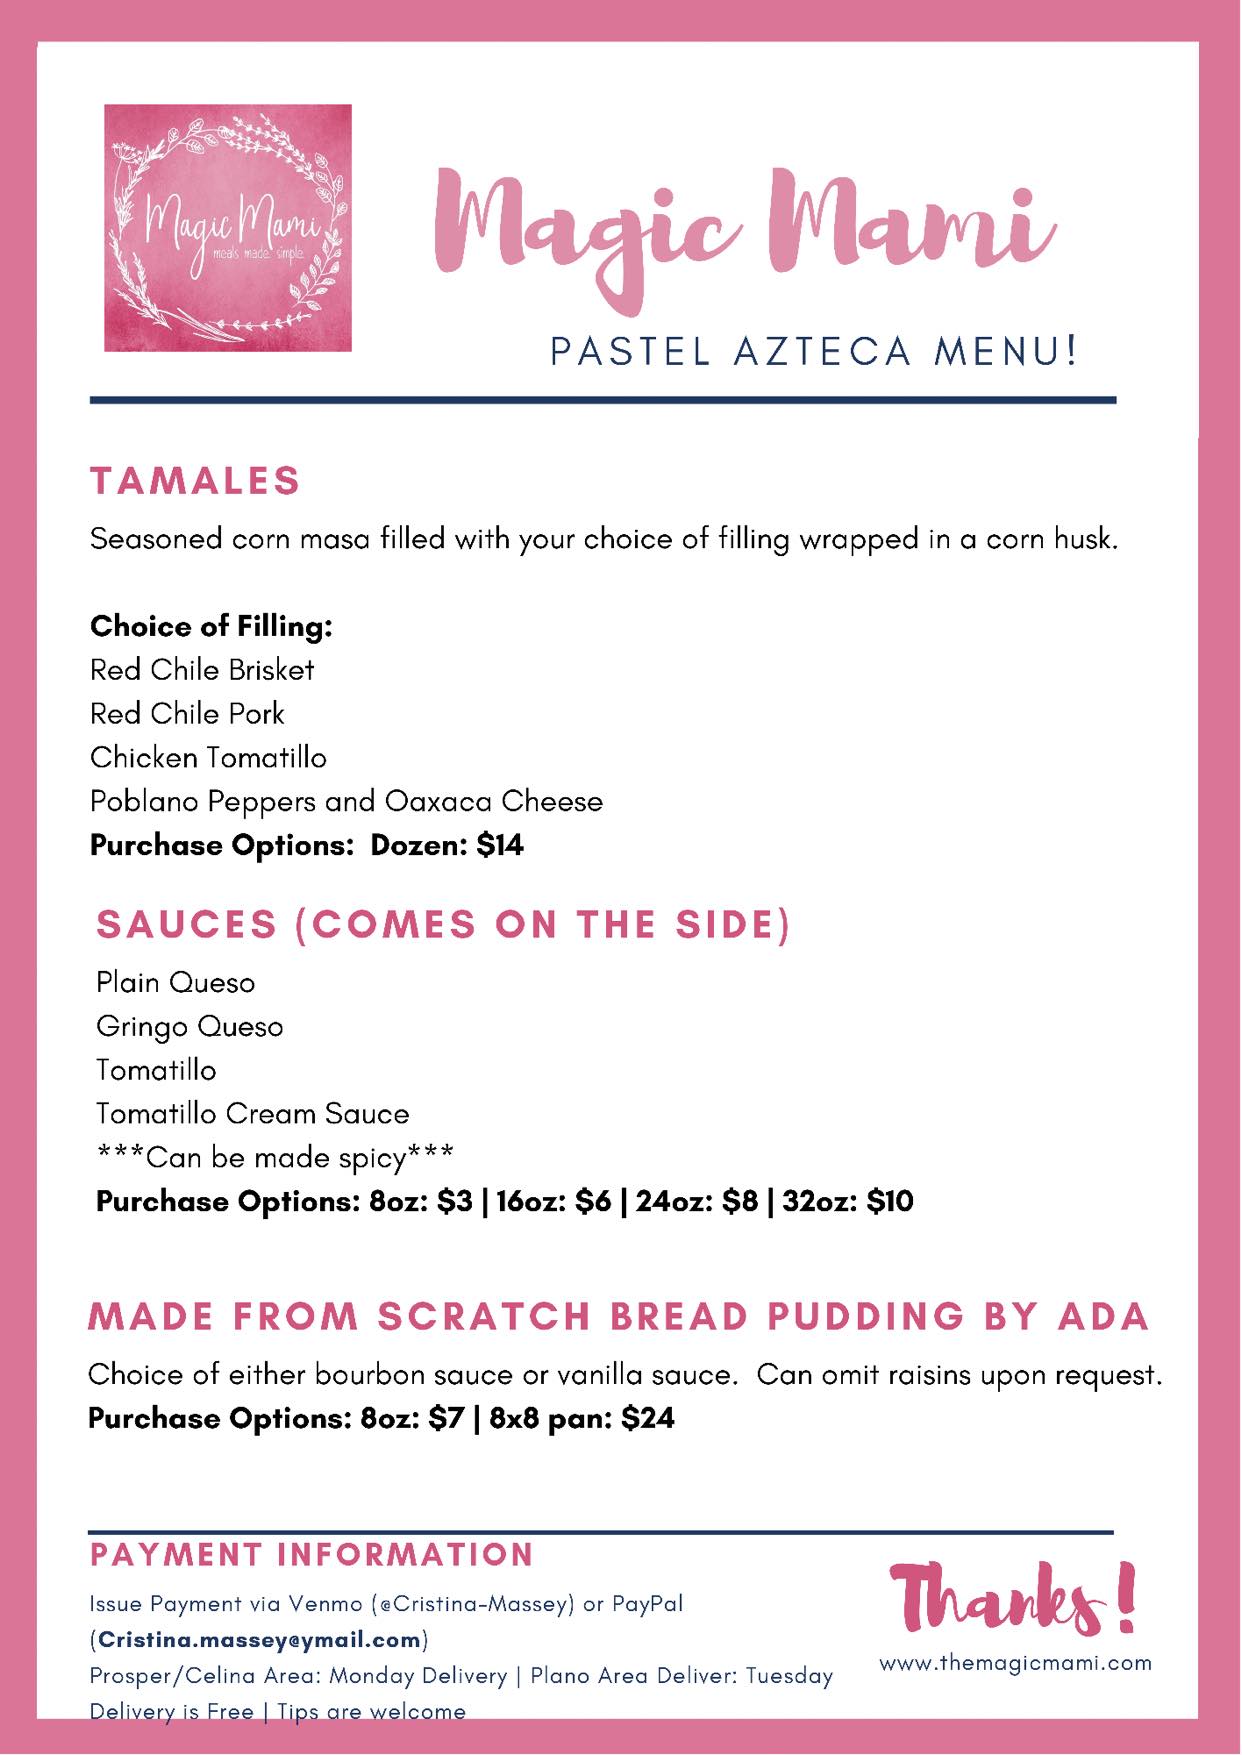 Magic Mami
meals made simple
Magic Mami
PASTEL AZTECA MENU!
TAMALES
Seasoned corn masa filled with your choice of filling wrapped in a corn husk.
Choice of Filling:
Red Chile Brisket
Red Chile Pork
Chicken Tomatillo
Poblano Peppers and Oaxaca Cheese
Purchase Options: Dozen: $14
SAUCES (COMES ON THE SIDE)
Plain Queso
Gringo Queso
Tomatillo
Tomatillo Cream Sauce
***Can be made spicy***
Purchase Options: 8oz: $3 | 16oz: $6 | 24oz: $8 | 32oz: $10
MADE FROM SCRATCH BREAD PUDDING BY ADA
Choice of either bourbon sauce or vanilla sauce. Can omit raisins upon request.
Purchase Options: 8oz: $7 | 8x8 pan: $24
PAYMENT INFORMATION
Issue Payment via Venmo (@Cristina-Massey) or PayPal
(Cristina.massey@ymail.com)
Prosper/Celina Area: Monday Delivery | Plano Area Deliver: Tuesday
Delivery is Free | Tips are welcome
Thanks!
www.themagicmami.com